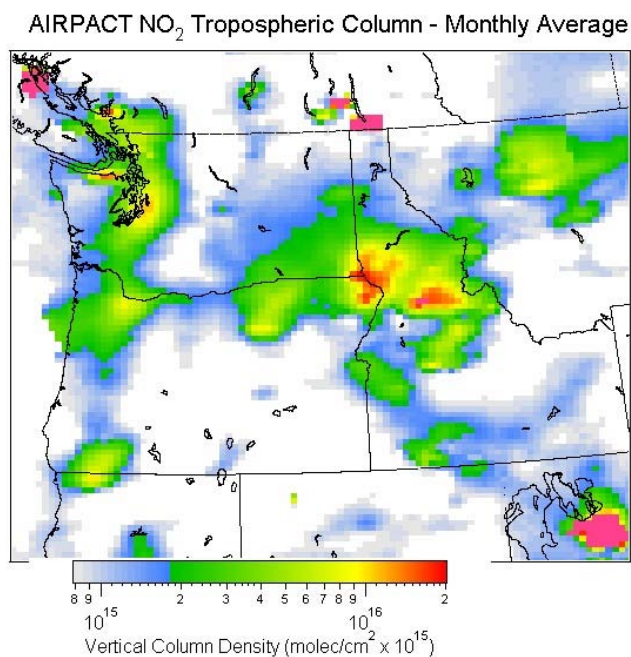 AIRPACT NO2 Tropospheric Column - Monthly Average
8 9 2 3 4 5 6 7 8 9 2
10^15 10^16
Vertical Column Density (molec/cm^2 x 10^15)